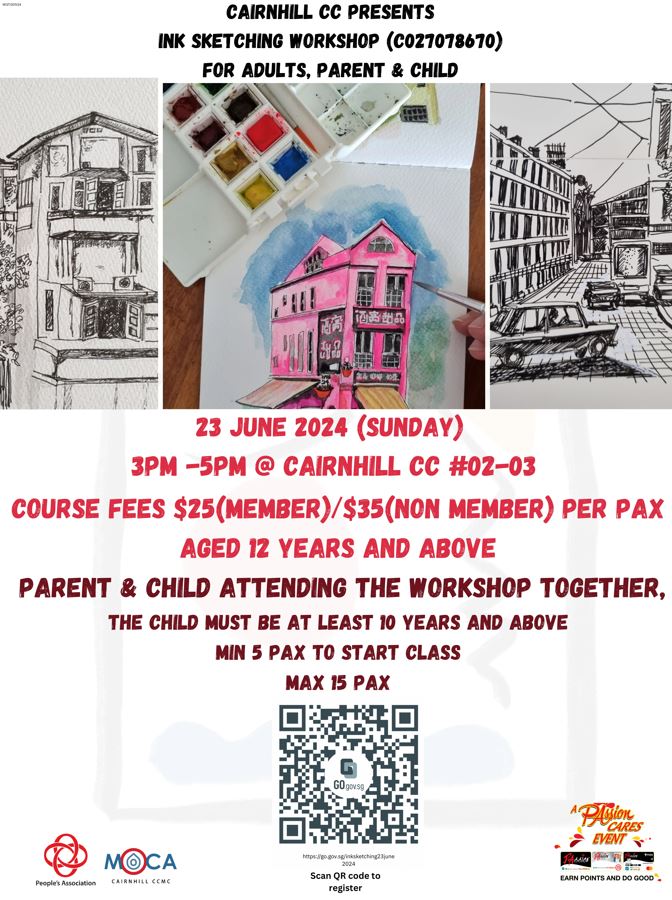 CAIRNHILL CC PRESENTS
INK SKETCHING WORKSHOP (C027078670)
FOR ADULTS, PARENT & CHILD
23 JUNE 2024 (SUNDAY)
3PM -5PM @ CAIRNHILL CC #02-03
COURSE FEES $25(MEMBER)/$35(NON MEMBER) PER PAX
AGED 12 YEARS AND ABOVE
PARENT & CHILD ATTENDING THE WORKSHOP TOGETHER,
THE CHILD MUST BE AT LEAST 10 YEARS AND ABOVE
MIN 5 PAX TO START CLASS
MAX 15 PAX
GO.gov.sg
https://go.gov.sg/inksketching23june
2024
Scan QR code to
register
People's Association
MOCA
CAIRNHILL CCMC
A
PAssion
CARES
EVENT
EARN POINTS AND DO GOOD